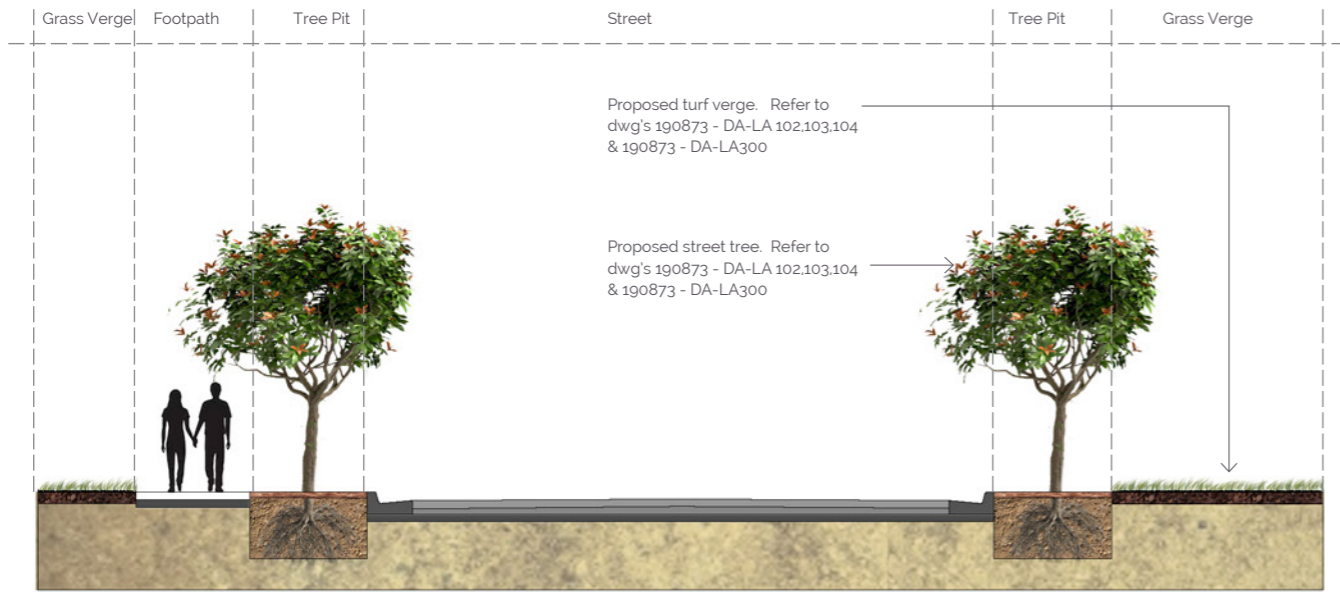 Grass Verge Footpath Tree Pit Street Tree Pit Grass Verge
Proposed turf verge. Refer to
dwg's 190873 - DA-LA 102,103,104
& 190873 - DA-LA300
Proposed street tree. Refer to
dwg's 190873 - DA-LA 102,103,104
& 190873 - DA-LA300